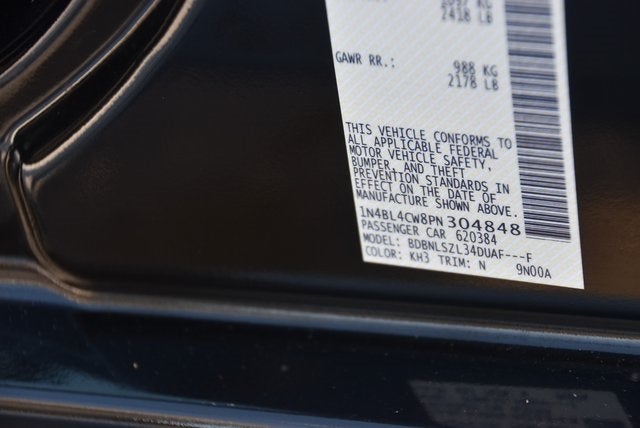 2418 LB
GAWR RR.: 988 KG
2178 LB
THIS VEHICLE CONFORMS TO
ALL APPLICABLE FEDERAL
MOTOR VEHICLE SAFETY,
BUMPER, AND THEFT
PREVENTION STANDARDS IN
EFFECT ON THE DATE OF
MANUFACTURE SHOWN ABOVE.
1N4BL4CW8PN304848
PASSENGER CAR 620384
MODEL: BDBNLSZL34DUAF---F
COLOR: KH3 TRIM: N 9N00A